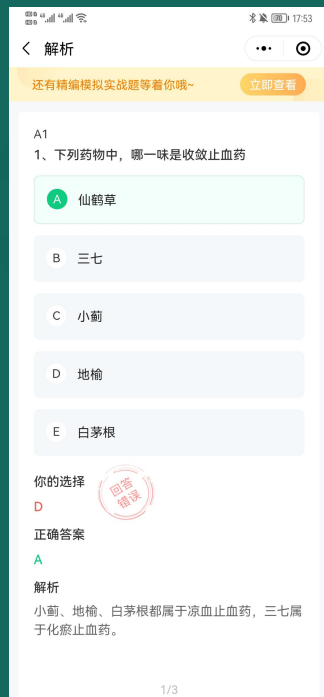 17:53
解析
还有精编模拟实战题等着你哦~
立即查看
A1
1、下列药物中，哪一味是收敛止血药
A 仙鹤草
B 三七
C 小蓟
D 地榆
E 白茅根
你的选择
回答
错误
D
正确答案
A
解析
小蓟、地榆、白茅根都属于凉血止血药，三七属
于化瘀止血药。
1/3